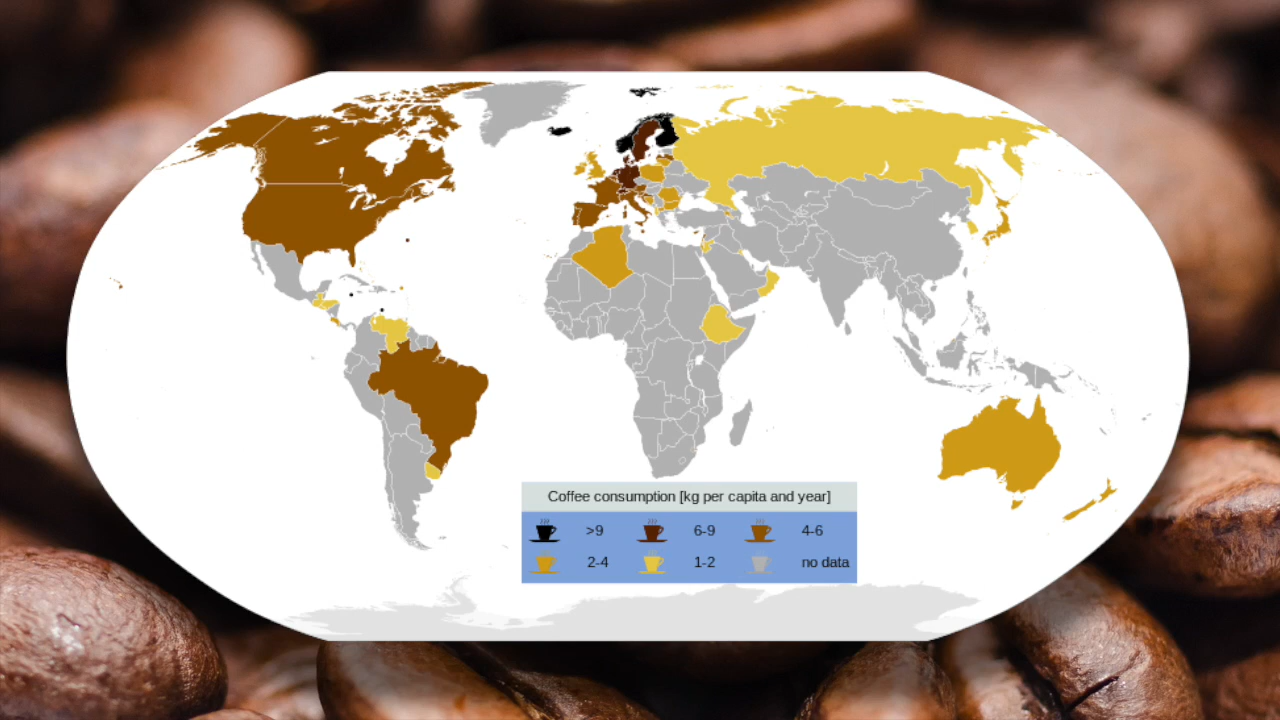 Coffee consumption [kg per capita and year]
>9 6-9 4-6
2-4 1-2 no data